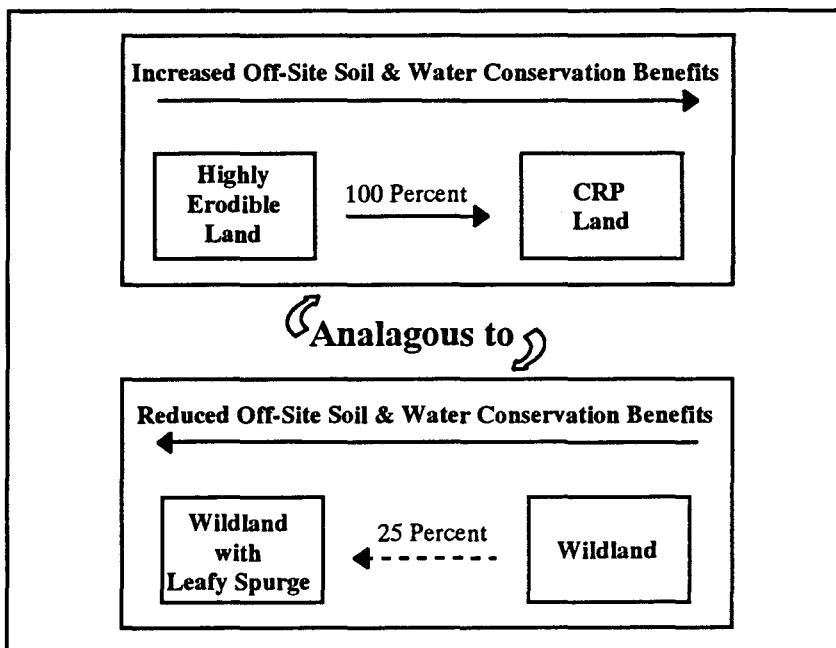 Increased Off-Site Soil & Water Conservation Benefits
Highly
Erodible
Land
100 Percent
CRP
Land
Analagous to
Reduced Off-Site Soil & Water Conservation Benefits
Wildland
with
Leafy Spurge
25 Percent
Wildland